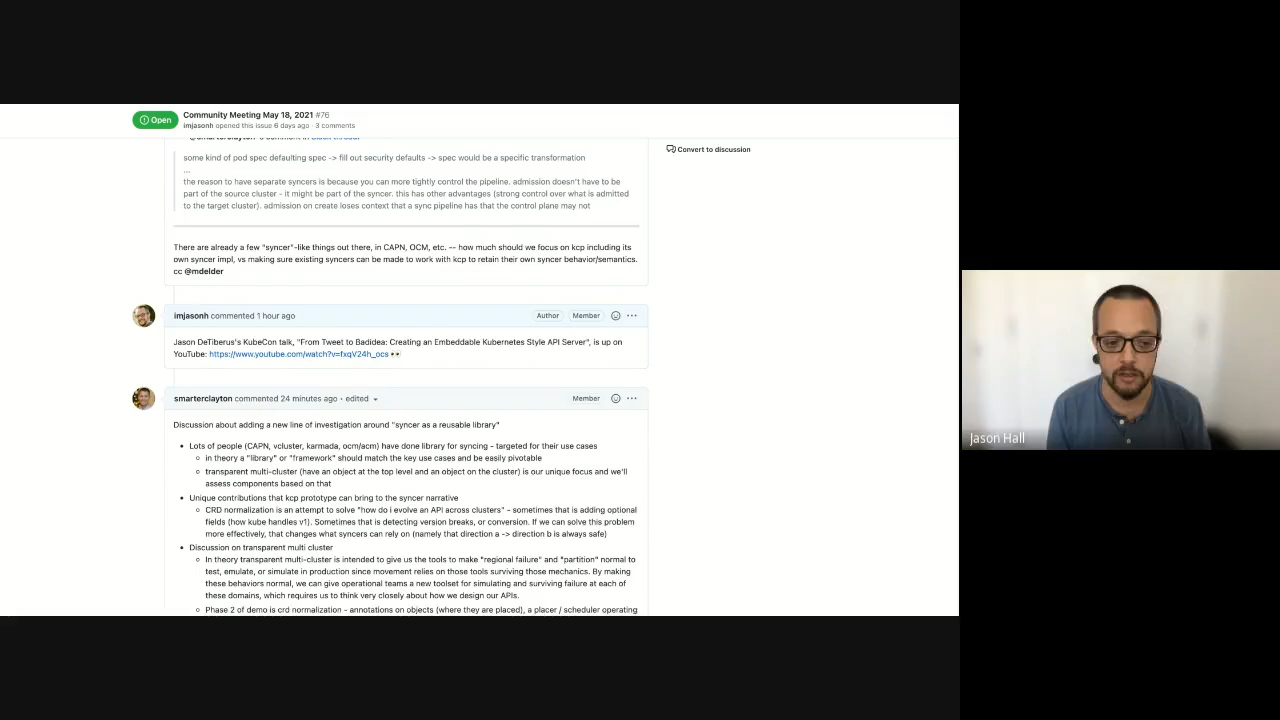 Open
Community Meeting May 18, 2021 #76
imjasonh opened this issue 6 days ago · 3 comments
Convert to discussion
some kind of pod spec defaulting spec -> fill out security defaults -> spec would be a specific transformation
...
the reason to have separate syncers is because you can more tightly control the pipeline. admission doesn't have to be
part of the source cluster - it might be part of the syncer. this has other advantages (strong control over what is admitted
to the target cluster). admission on create loses context that a sync pipeline has that the control plane may not
There are already a few "syncer"-like things out there, in CAPN, OCM, etc. -- how much should we focus on kcp including its
own syncer impl, vs making sure existing syncers can be made to work with kcp to retain their own syncer behavior/semantics.
cc @mdelder
imjasonh commented 1 hour ago
Author
Member
Jason DeTiberus's KubeCon talk, "From Tweet to Badidea: Creating an Embeddable Kubernetes Style API Server", is up on
YouTube: https://www.youtube.com/watch?v=fxqV24h_ocs 👀
smarterclayton commented 24 minutes ago · edited
Member
Discussion about adding a new line of investigation around "syncer as a reusable library"
• Lots of people (CAPN, vcluster, karmada, ocm/acm) have done library for syncing - targeted for their use cases
○ in theory a "library" or "framework" should match the key use cases and be easily pivotable
○ transparent multi-cluster (have an object at the top level and an object on the cluster) is our unique focus and we'll
assess components based on that
• Unique contributions that kcp prototype can bring to the syncer narrative
○ CRD normalization is an attempt to solve "how do i evolve an API across clusters" - sometimes that is adding optional
fields (how kube handles v1). Sometimes that is detecting version breaks, or conversion. If we can solve this problem
more effectively, that changes what syncers can rely on (namely that direction a -> direction b is always safe)
• Discussion on transparent multi cluster
○ In theory transparent multi-cluster is intended to give us the tools to make "regional failure" and "partition" normal to
test, emulate, or simulate in production since movement relies on those tools surviving those mechanics. By making
these behaviors normal, we can give operational teams a new toolset for simulating and surviving failure at each of
these domains, which requires us to think very closely about how we design our APIs.
○ Phase 2 of demo is crd normalization - annotations on objects (where they are placed), a placer / scheduler operating
Jason Hall